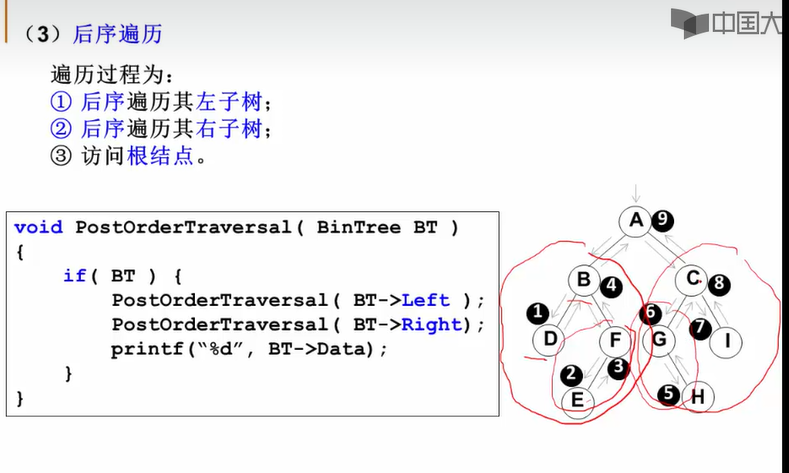 中国大
（3）后序遍历
遍历过程为：
① 后序遍历其左子树；
② 后序遍历其右子树；
③ 访问根结点。
void PostOrderTraversal( BinTree BT )
{
if( BT ) {
PostOrderTraversal( BT->Left );
PostOrderTraversal( BT->Right);
printf(“%d”, BT->Data);
}
}
A 9
B 4 C 8
1 6 7
D F G I
2 3 5
E H